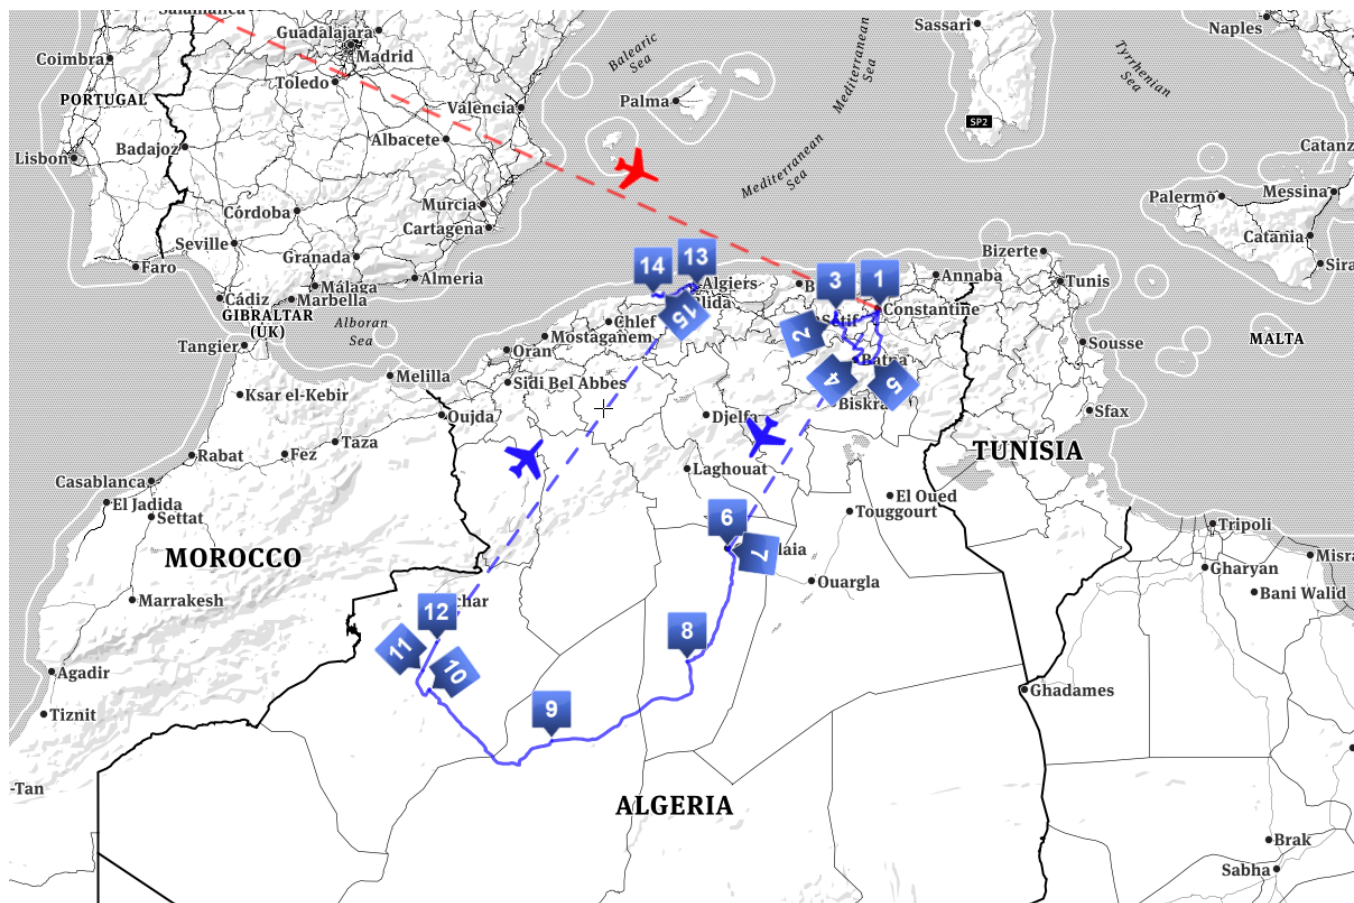 Salamanca
Guadalajara
Madrid
Coimbra
Toledo
PORTUGAL
Valencia
Albacete
Lisbon
Badajoz
Murcia
Córdoba
Cartagena
Seville
Granada
Faro
Almeria
Málaga
Cádiz
Marbella
GIBRALTAR
(UK)
Alboran
Sea
Tangier
Balearic
Sea
Palma
Mediterranean
Sea
Mediterranean
Sea
Sassari
SP2
Tyrrhenian
Sea
Naples
Catanz
Messina
Palermo
Catania
Sira
Bizerte
Tunis
Annaba
Constantine
Algiers
lida
B
Sétif
Batna
Biskra
Chlef
Mostaganem
Oran
Sidi Bel Abbes
Melilla
Oujda
Ksar el-Kebir
Taza
Fez
Rabat
Casablanca
El Jadida
Settat
MOROCCO
Marrakesh
Agadir
Tiznit
-Tan
Djelfa
Laghouat
El Oued
Touggourt
laia
Ouargla
char
ALGERIA
TUNISIA
Sousse
Sfax
MALTA
Tripoli
Misra
Gharyan
Bani Walid
Ghadames
Brak
Sabha
1
2
3
4
5
6
7
8
9
10
11
12
13
14
15